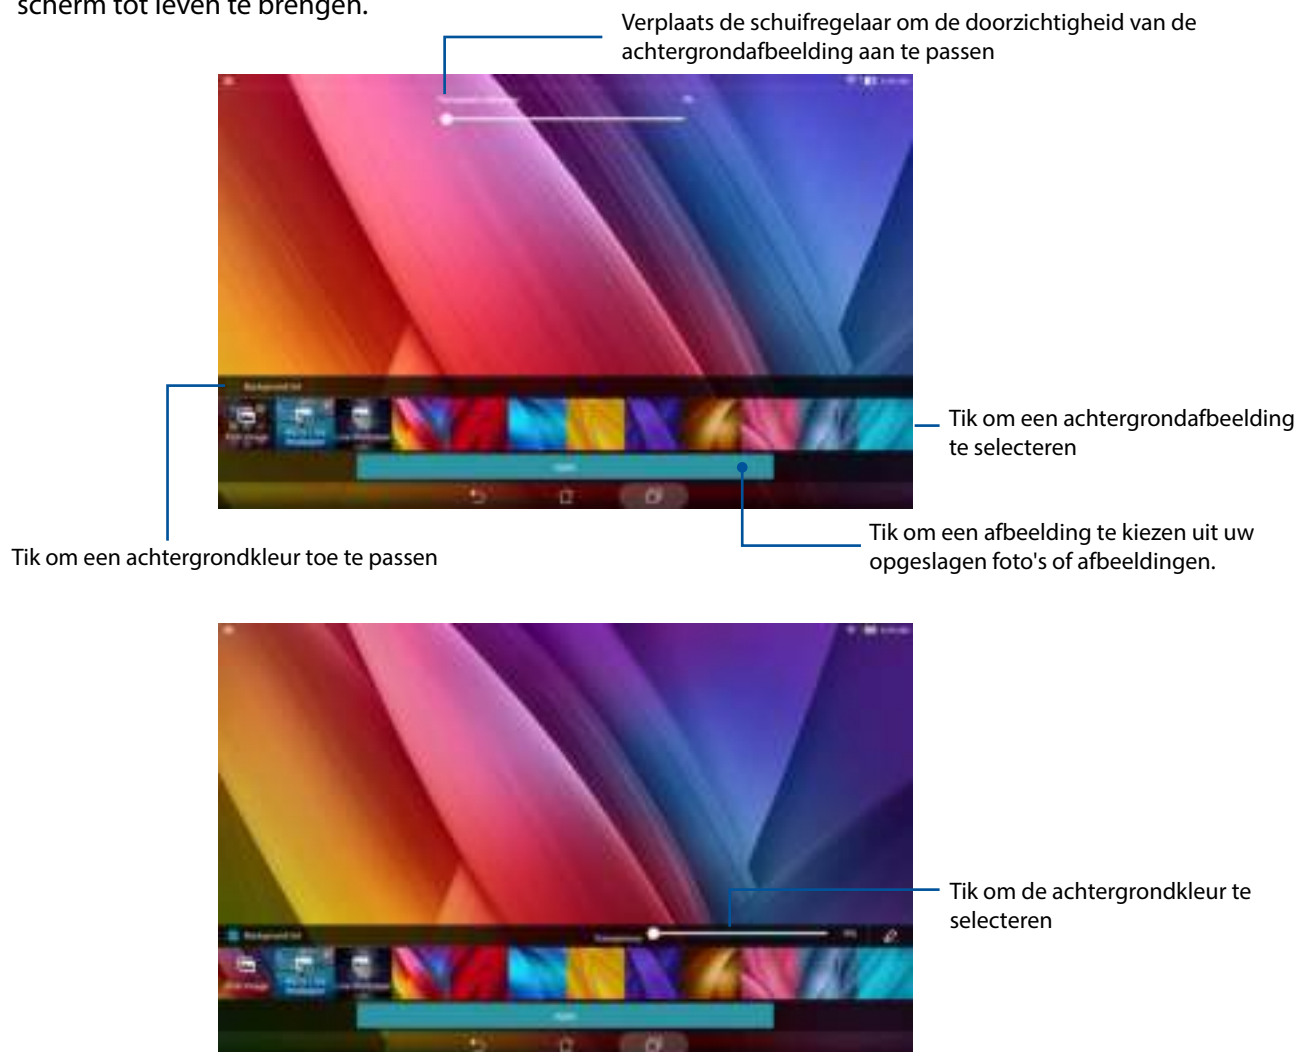 scherm tot leven te brengen.
Verplaats de schuifregelaar om de doorzichtigheid van de
achtergrondafbeelding aan te passen
Background list
Tik om een achtergrondafbeelding
te selecteren
Tik om een afbeelding te kiezen uit uw
opgeslagen foto's of afbeeldingen.
Tik om een achtergrondkleur toe te passen
Tik om de achtergrondkleur te
selecteren